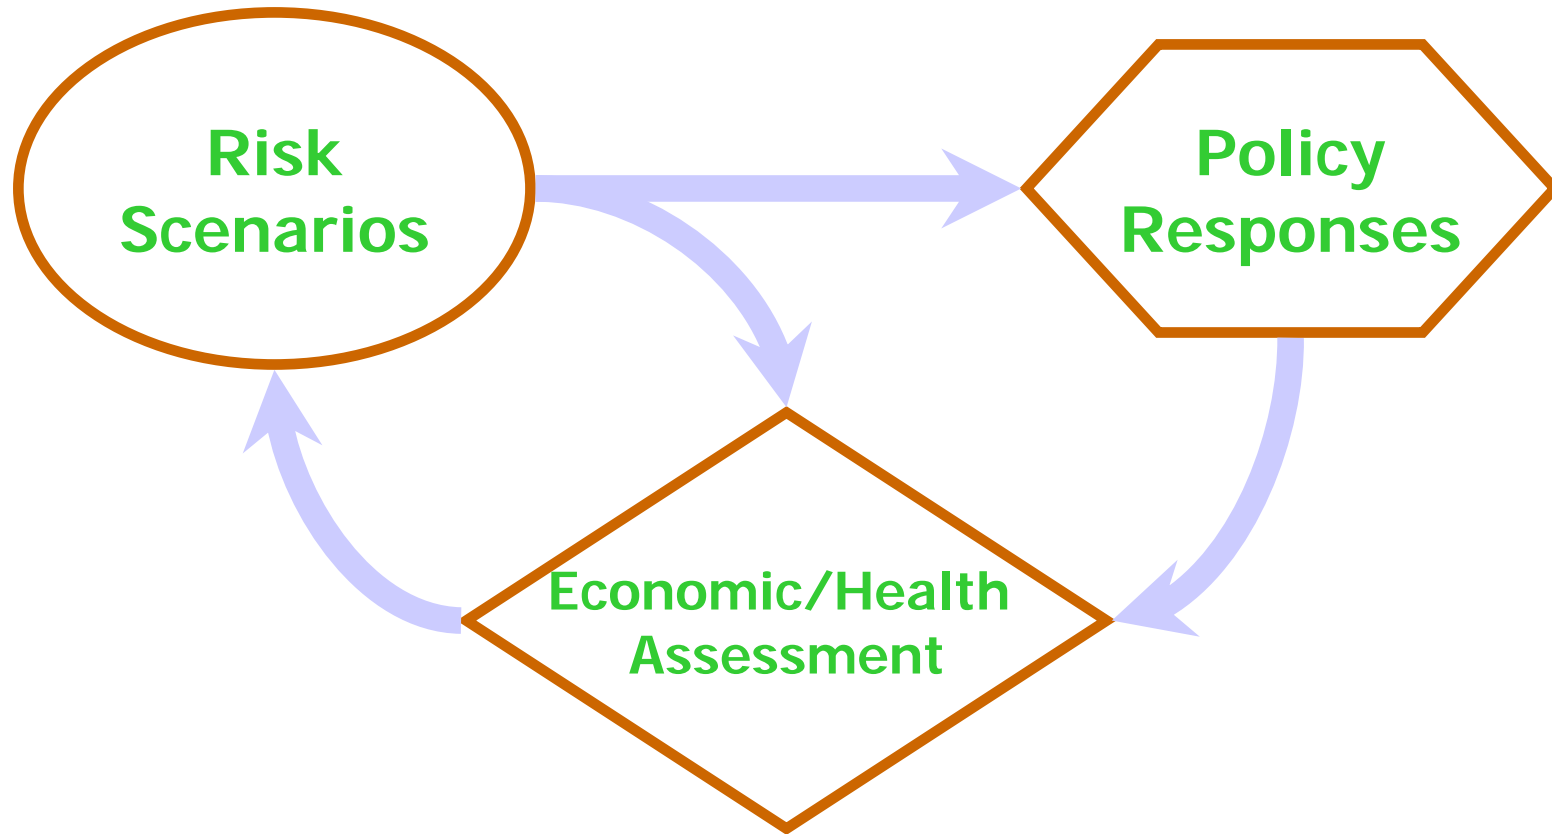 Risk
Scenarios
Policy
Responses
Economic/Health
Assessment